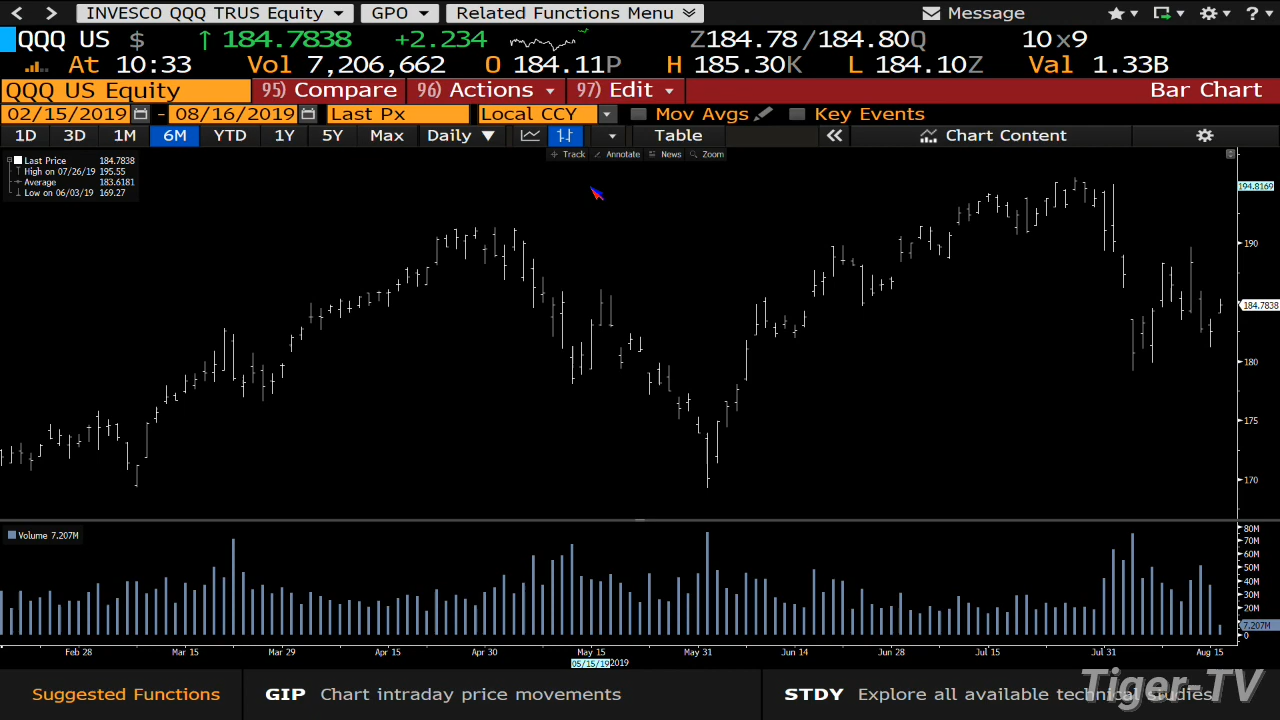 INVESCO QQQ TRUS Equity GPO Related Functions Menu Message ?
QQQ US $ ↑ 184.7838 +2.234 Z184.78 / 184.80Q 10x9
At 10:33 Vol 7,206,662 O 184.11P H 185.30K L 184.10Z Val 1.33B
QQQ US Equity 95) Compare 96) Actions 97) Edit Bar Chart
02/15/2019 - 08/16/2019 Last Px Local CCY Mov Avgs Key Events
1D 3D 1M 6M YTD 1Y 5Y Max Daily ▼ Table Chart Content
Track Annotate News Zoom
Last Price 184.7838
High on 07/26/19 195.55
Average 183.6181
Low on 06/03/19 169.27
194.8169
190
184.7838
180
175
170
Volume 7.207M
80M
70M
60M
50M
40M
30M
20M
7.207M
0
Feb 28 Mar 15 Mar 29 Apr 15 Apr 30 May 15 May 31 Jun 14 Jun 28 Jul 15 Jul 31 Aug 15
05/15/19 2019
Suggested Functions GIP Chart intraday price movements STDY Explore all available technical studies
Tiger-TV